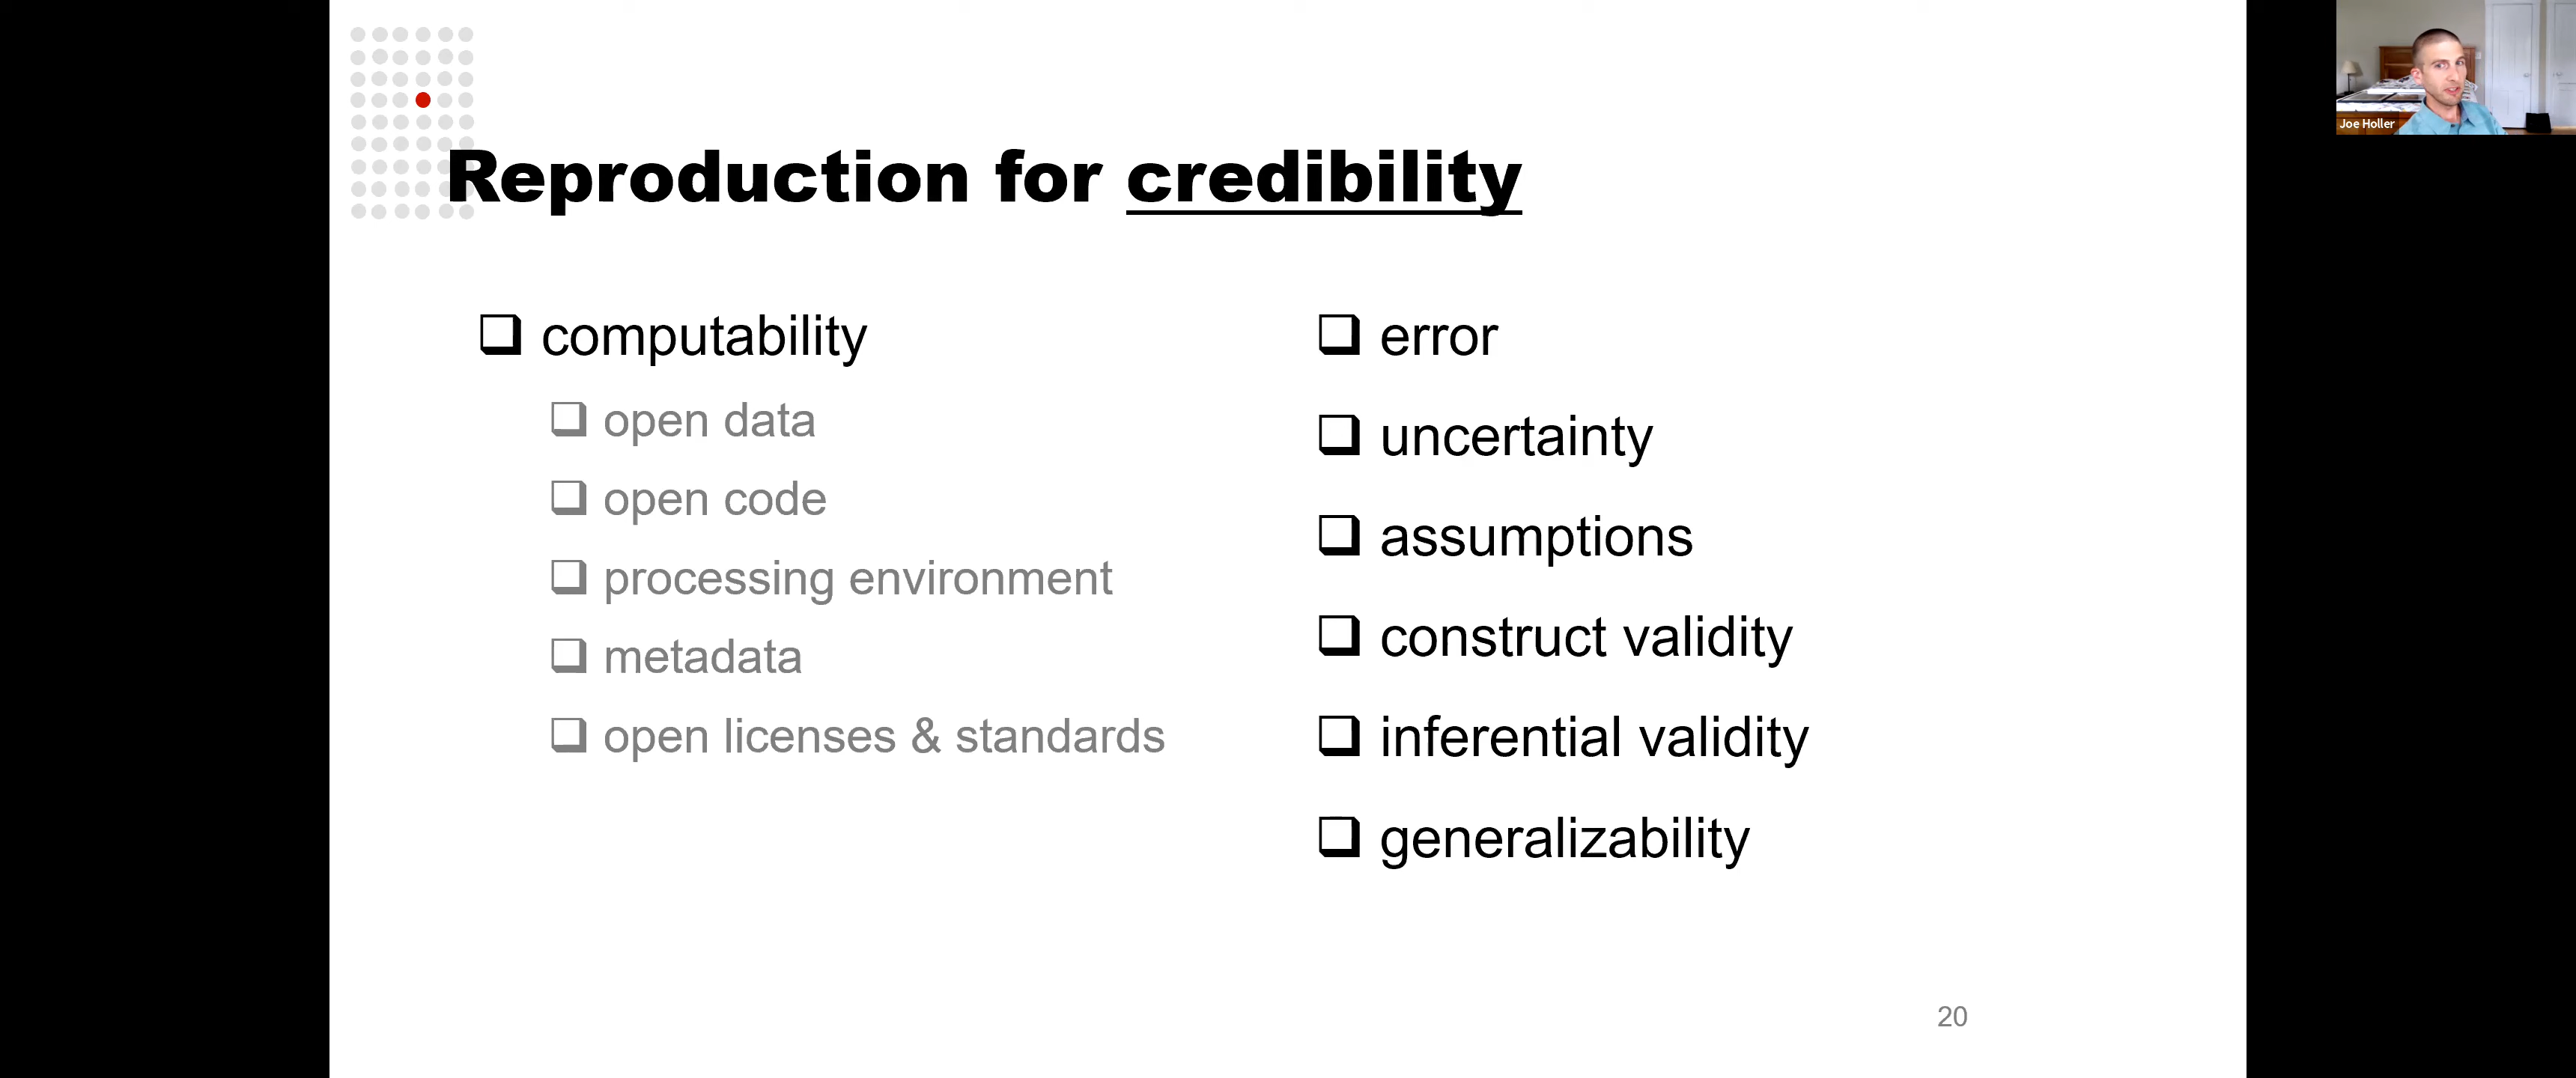 Reproduction for credibility
computability
open data
open code
processing environment
metadata
open licenses & standards
error
uncertainty
assumptions
construct validity
inferential validity
generalizability
20
Joe Holler